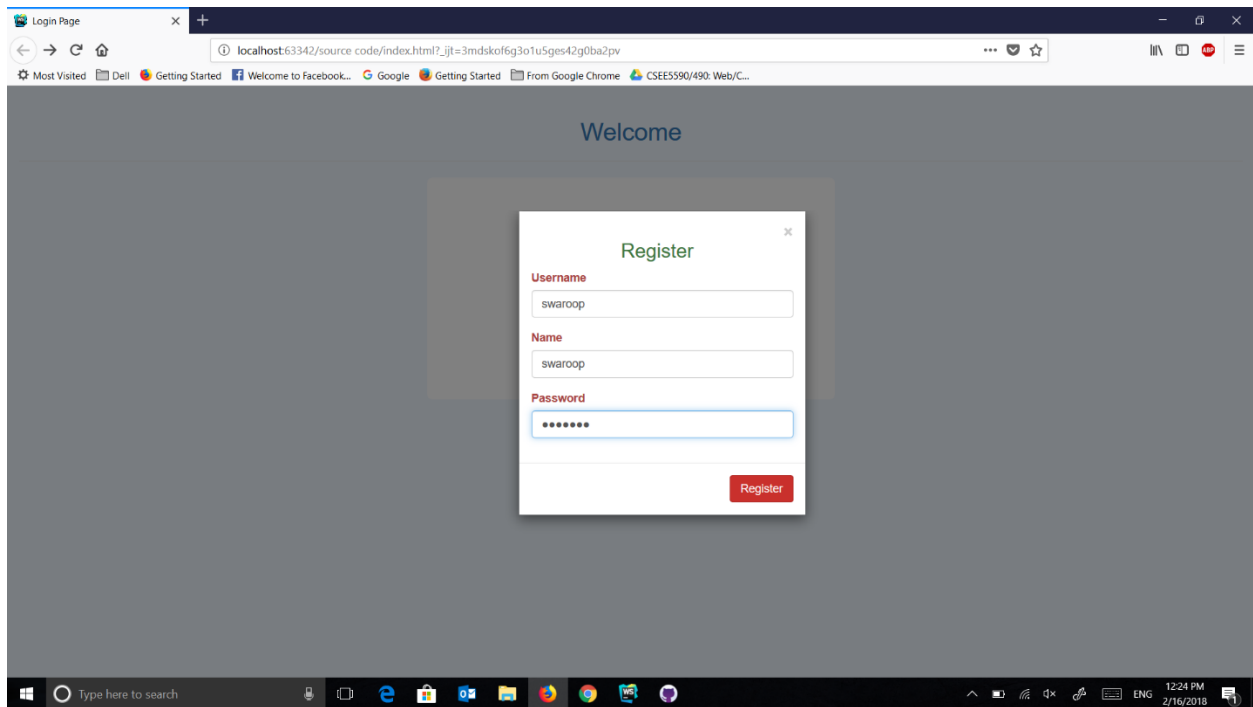 Login Page
localhost:63342/source code/index.html?_ijt=3mdskof6g3o1u5ges42g0ba2pv
Most Visited Dell Getting Started Welcome to Facebook... Google Getting Started From Google Chrome CSEE5590/490: Web/C...
Welcome
Register
Username
swaroop
Name
swaroop
Password
Register
Type here to search
ENG
12:24 PM
2/16/2018